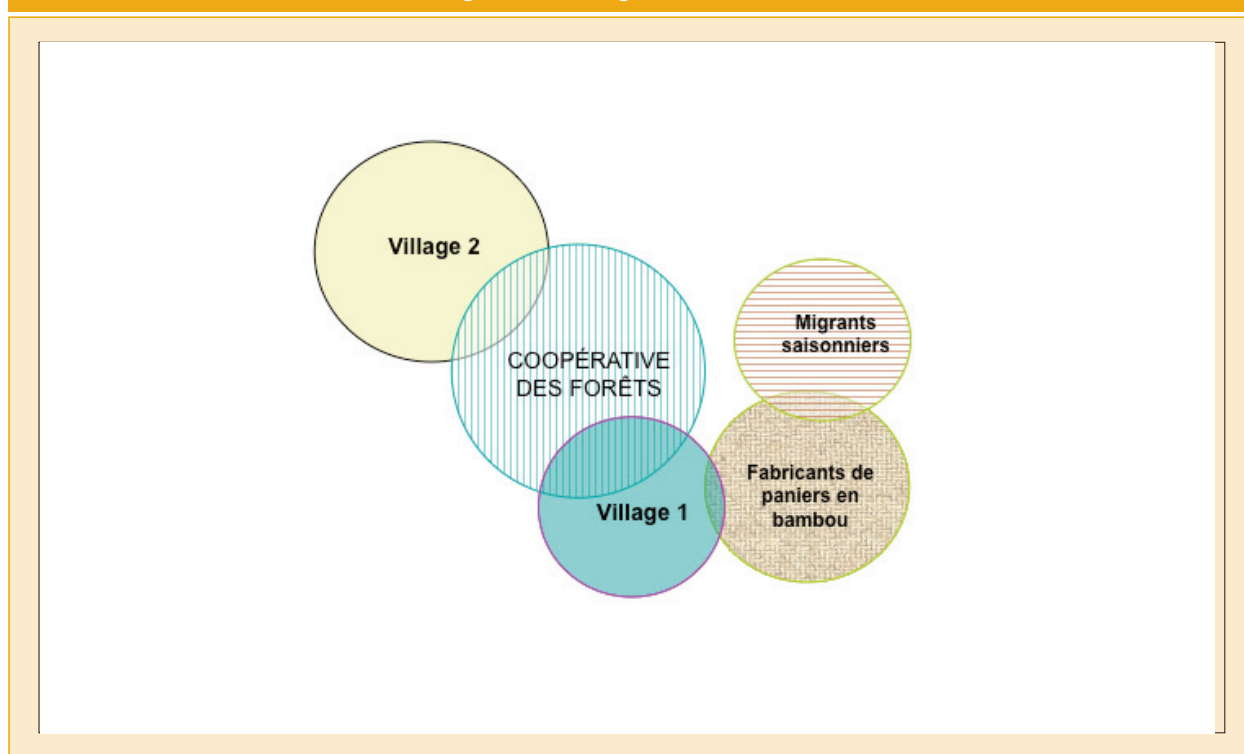 Village 2
COOPÉRATIVE
DES FORÊTS
Migrants
saisonniers
Fabricants de
paniers en
bambou
Village 1